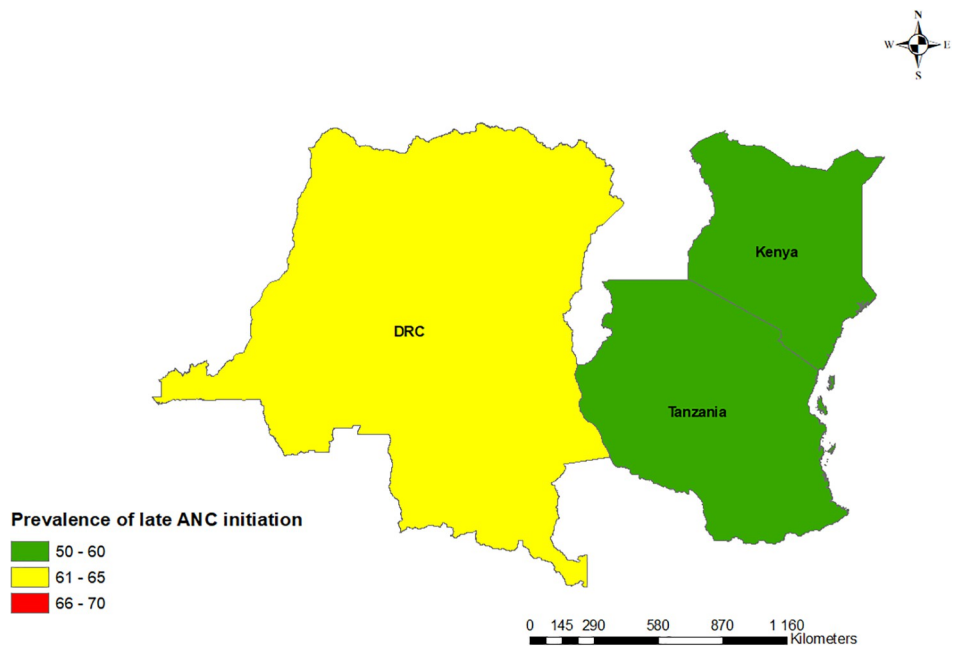 N
W E
S
Kenya
DRC
Tanzania
Prevalence of late ANC initiation
50 - 60
61 - 65
66 - 70
0 145 290 580 870 1 160
Kilometers